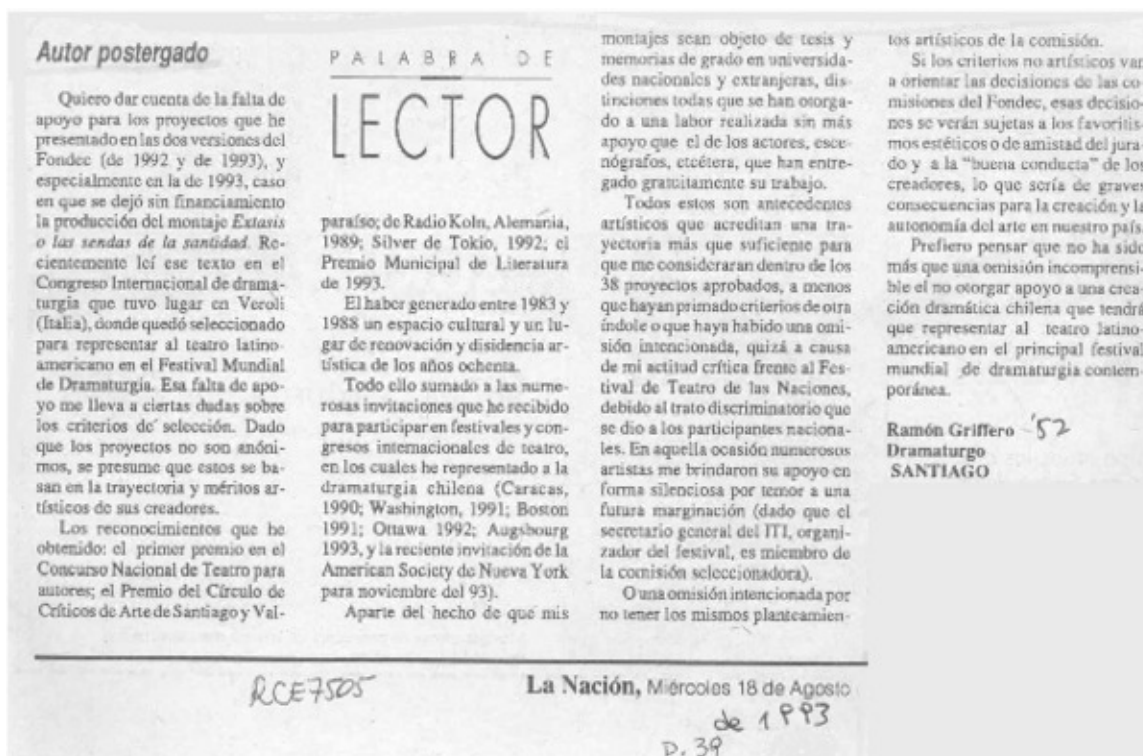 Autor postergado
Quiero dar cuenta de la falta de
apoyo para los proyectos que he
presentado en las dos versiones del
Fondec (de 1992 y de 1993), y
especialmente en la de 1993, caso
en que se dejó sin financiamiento
la producción del montaje Extasis
o las sendas de la santidad. Re-
cientemente leí ese texto en el
Congreso Internacional de drama-
turgia que tuvo lugar en Veroli
(Italia), donde quedó seleccionado
para representar al teatro latino-
americano en el Festival Mundial
de Dramaturgia. Esa falta de apo-
yo me lleva a ciertas dudas sobre
los criterios de selección. Dado
que los proyectos no son anóni-
mos, se presume que estos se ba-
san en la trayectoria y méritos ar-
tísticos de sus creadores.
Los reconocimientos que he
obtenido: el primer premio en el
Concurso Nacional de Teatro para
autores; el Premio del Círculo de
Críticos de Arte de Santiago y Val-
PALABRA DE
LECTOR
paraíso; de Radio Koln, Alemania,
1989; Silver de Tokio, 1992; el
Premio Municipal de Literatura
de 1993.
El haber generado entre 1983 y
1988 un espacio cultural y un lu-
gar de renovación y disidencia ar-
tística de los años ochenta.
Todo ello sumado a las nume-
rosas invitaciones que he recibido
para participar en festivales y con-
gresos internacionales de teatro,
en los cuales he representado a la
dramaturgia chilena (Caracas,
1990; Washington, 1991; Boston
1991; Ottawa 1992; Augsbourg
1993, y la reciente invitación de la
American Society de Nueva York
para noviembre del 93).
Aparte del hecho de que mis
montajes sean objeto de tesis y
memorias de grado en universida-
des nacionales y extranjeras, dis-
tinciones todas que se han otorga-
do a una labor realizada sin más
apoyo que el de los actores, esce-
nógrafos, etcétera, que han entre-
gado gratuitamente su trabajo.
Todos estos son antecedentes
artísticos que acreditan una tra-
yectoria más que suficiente para
que me consideraran dentro de los
38 proyectos aprobados, a menos
que hayan primado criterios de otra
índole o que haya habido una omi-
sión intencionada, quizá a causa
de mi actitud crítica frente al Fes-
tival de Teatro de las Naciones,
debido al trato discriminatorio que
se dio a los participantes naciona-
les. En aquella ocasión numerosos
artistas me brindaron su apoyo en
forma silenciosa por temor a una
futura marginación (dado que el
secretario general del ITI, organi-
zador del festival, es miembro de
la comisión seleccionadora).
O una omisión intencionada por
no tener los mismos planteamien-
tos artísticos de la comisión.
Si los criterios no artísticos van
a orientar las decisiones de las co-
misiones del Fondec, esas decisio-
nes se verán sujetas a los favoritis-
mos estéticos o de amistad del jura-
do y a la "buena conducta" de los
creadores, lo que sería de graves
consecuencias para la creación y la
autonomía del arte en nuestro país.
Prefiero pensar que no ha sido
más que una omisión incomprensi-
ble el no otorgar apoyo a una crea-
ción dramática chilena que tendrá
que representar al teatro latino-
americano en el principal festival
mundial de dramaturgia contem-
poránea.
Ramón Griffero '52
Dramaturgo
SANTIAGO
RCE7505
La Nación, Miércoles 18 de Agosto
de 1993
P. 39